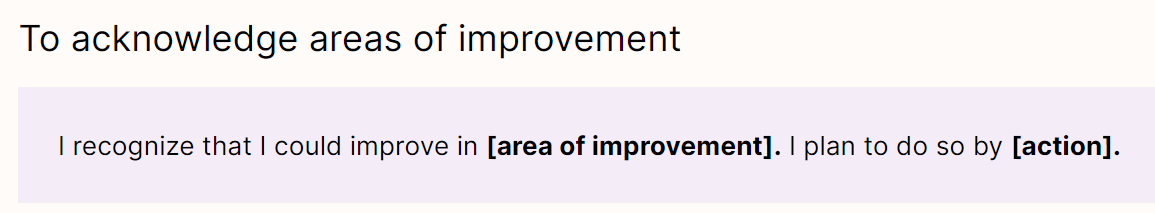 To acknowledge areas of improvement
I recognize that I could improve in [area of improvement]. I plan to do so by [action].